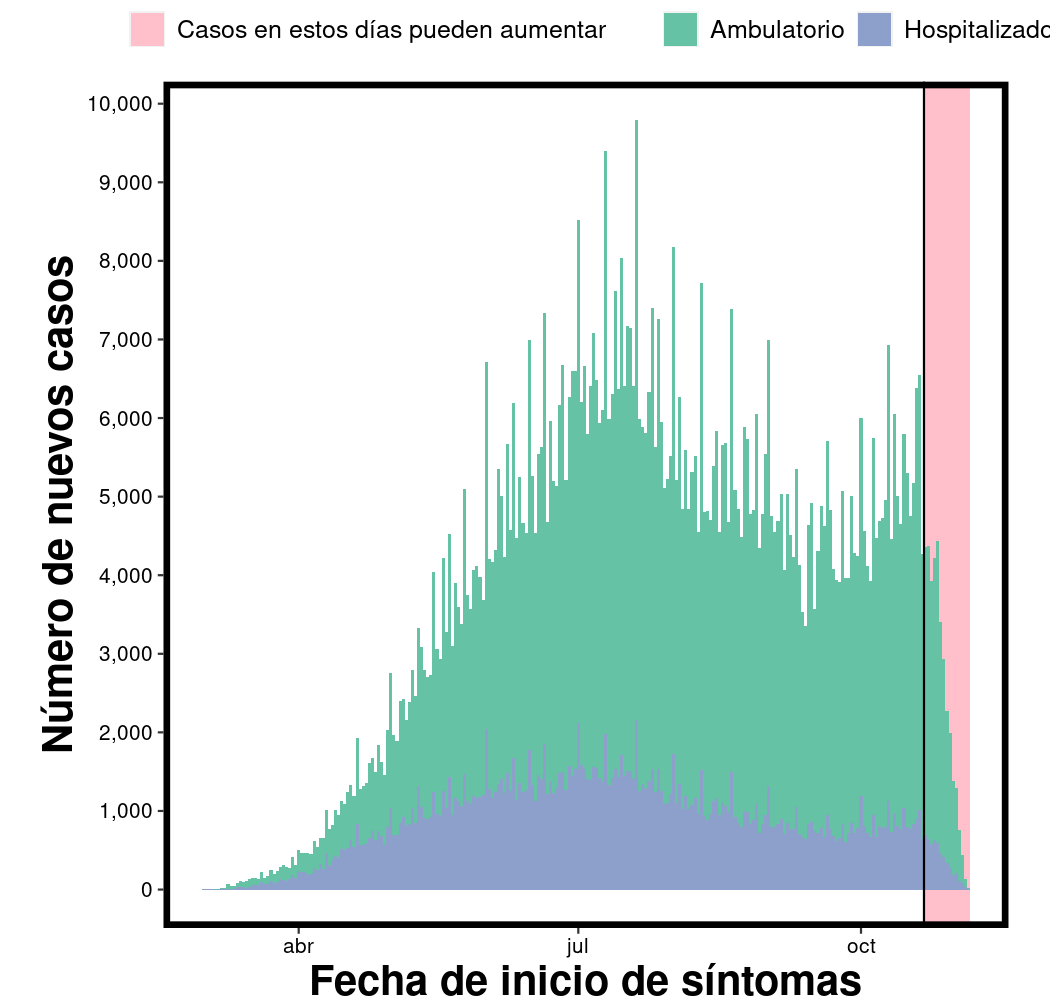 Casos en estos días pueden aumentar Ambulatorio Hospitalizado
10,000
9,000
8,000
7,000
6,000
5,000
4,000
3,000
2,000
1,000
0
Número de nuevos casos
abr jul oct
Fecha de inicio de síntomas